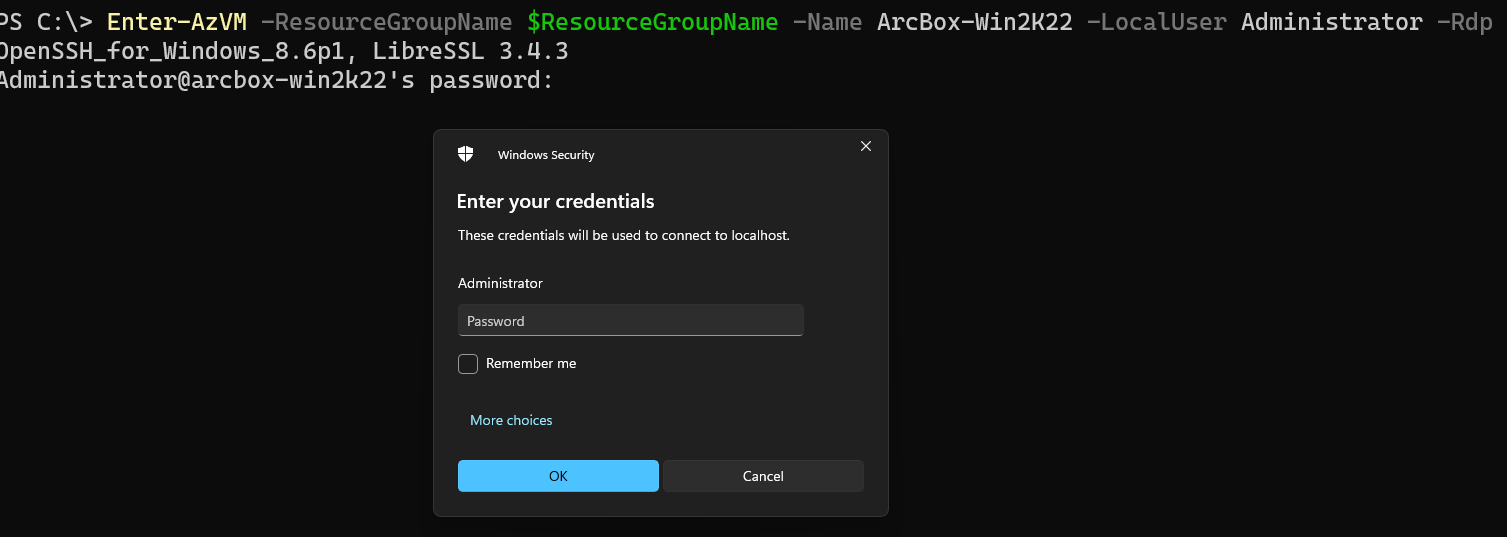 PS C:\> Enter-AzVM -ResourceGroupName $ResourceGroupName -Name ArcBox-Win2K22 -LocalUser Administrator -Rdp
OpenSSH_for_Windows_8.6p1, LibreSSL 3.4.3
Administrator@arcbox-win2k22's password:
Windows Security
Enter your credentials
These credentials will be used to connect to localhost.
Administrator
Password
Remember me
More choices
OK Cancel